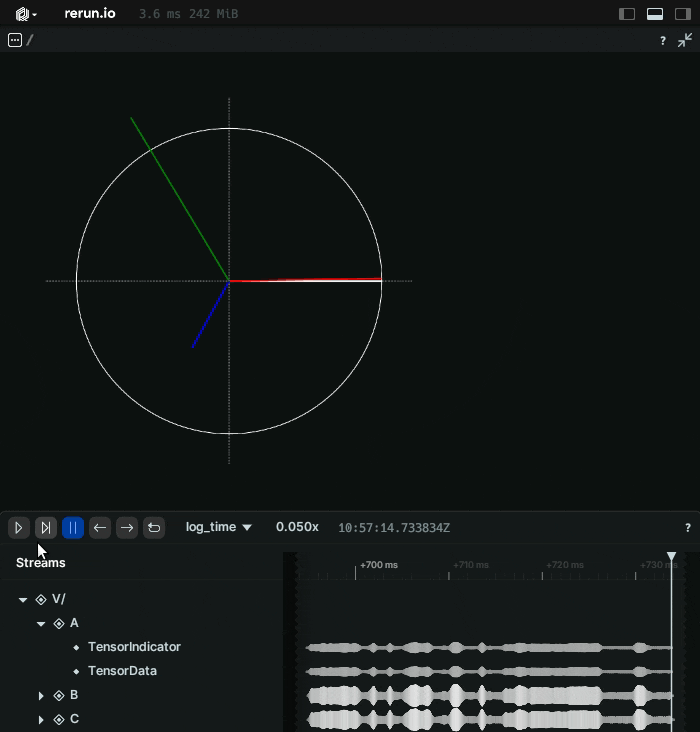 rerun.io 3.6 ms 242 MiB
/ ?
log_time 0.050x 10:57:14.733834Z ?
Streams
+700 ms +710 ms +720 ms +730 ms
V/
A
TensorIndicator
TensorData
B
C